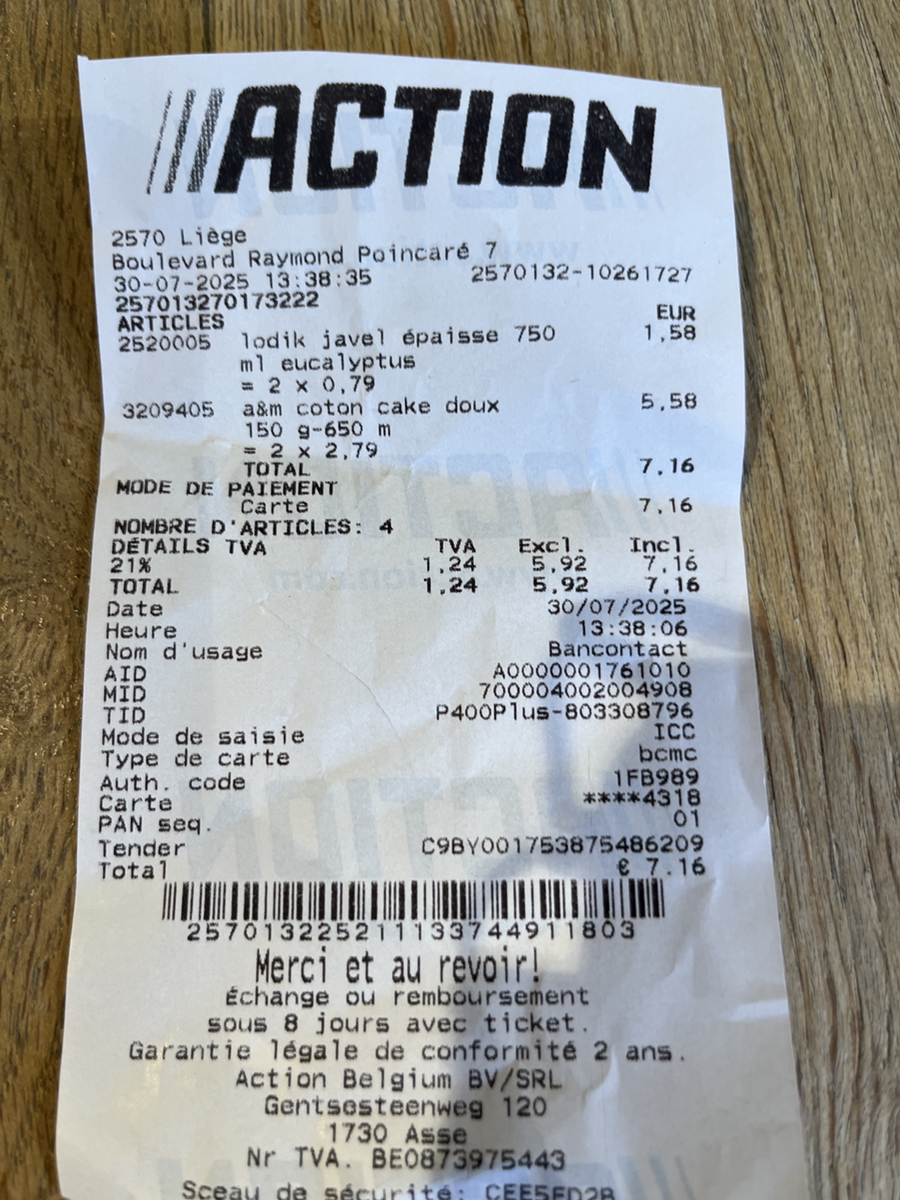 ACTION
2570 Liège
Boulevard Raymond Poincaré 7
30-07-2025 13:38:35 2570132-10261727
257013270173222
ARTICLES EUR
2520005 lodik javel épaisse 750 1,58
ml eucalyptus
= 2 x 0,79
3209405 a&m coton cake doux 5,58
150 g-650 m
= 2 x 2,79
TOTAL 7,16
MODE DE PAIEMENT
Carte 7,16
NOMBRE D'ARTICLES: 4
DÉTAILS TVA TVA Excl. Incl.
21% 1,24 5,92 7,16
TOTAL 1,24 5,92 7,16
Date 30/07/2025
Heure 13:38:06
Nom d'usage Bancontact
AID A0000001761010
MID 700004002004908
TID P400Plus-803308796
Mode de saisie ICC
Type de carte bcmc
Auth. code 1FB989
Carte ****4318
PAN seq. 01
Tender C9BY001753875486209
Total € 7.16
2570132252111133744911803
Merci et au revoir!
Échange ou remboursement
sous 8 jours avec ticket.
Garantie légale de conformité 2 ans.
Action Belgium BV/SRL
Gentsesteenweg 120
1730 Asse
Nr TVA. BE0873975443
Sceau de sécurité: CEE5FD2B